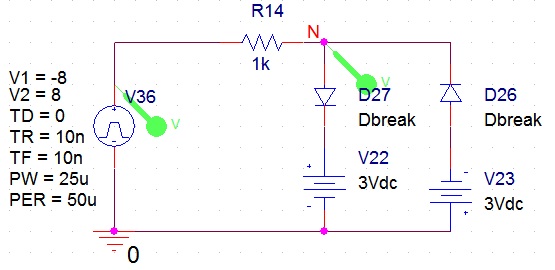 R14
N
1k
V1 = -8
V2 = 8
TD = 0
TR = 10n
TF = 10n
PW = 25u
PER = 50u
V36
V
+
-
V
D27
Dbreak
D26
Dbreak
+
V22
3Vdc
-
-
V23
3Vdc
+
0